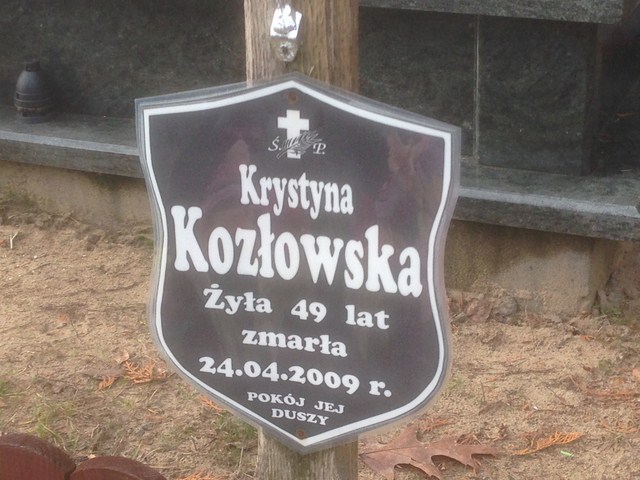 Ś. P.
Krystyna
Kozłowska
Żyła 49 lat
zmarła
24.04.2009 r.
POKÓJ JEJ
DUSZY